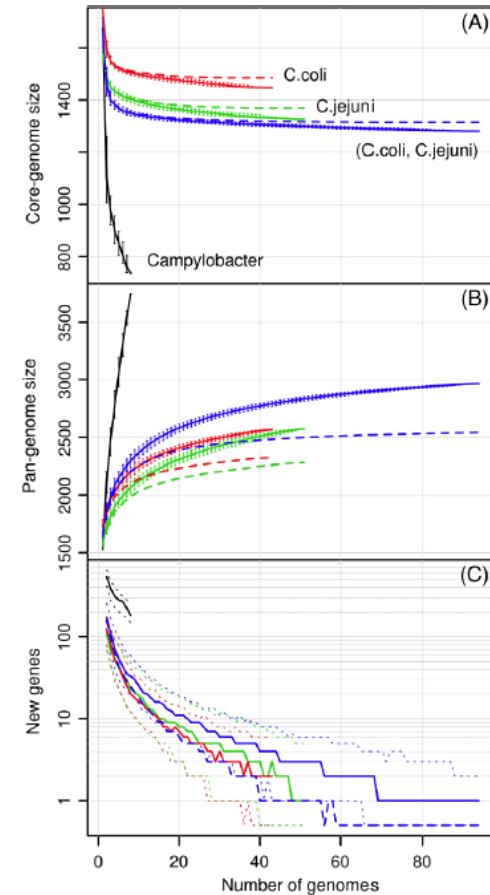 (A)
C.coli
C.jejuni
(C.coli, C.jejuni)
Campylobacter
Core-genome size
1400
1000
800
(B)
Pan-genome size
3500
3000
2500
2000
1500
(C)
New genes
100
10
1
0 20 40 60 80
Number of genomes